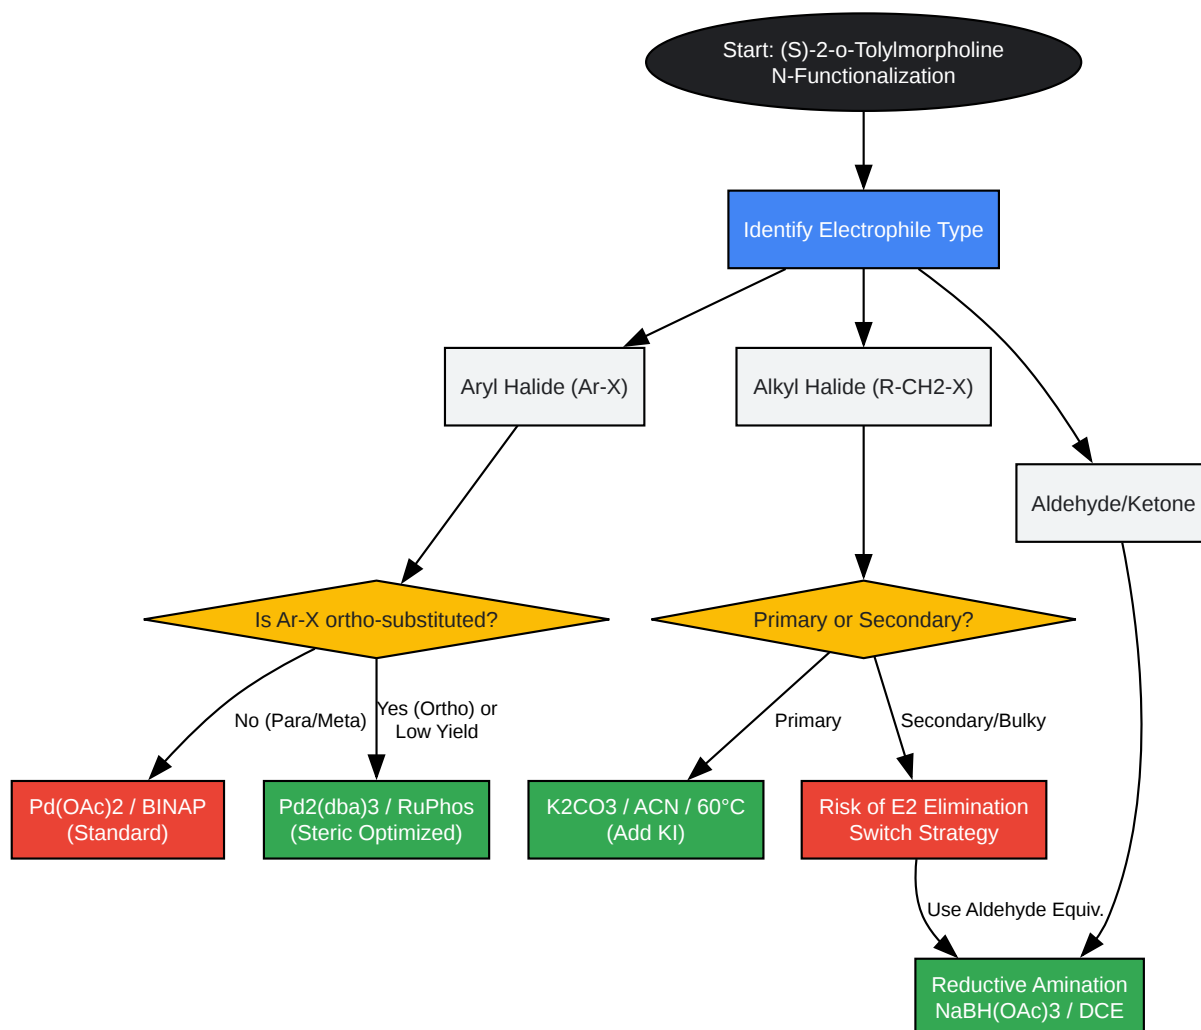 Start: (S)-2-o-Tolylmorpholine
N-Functionalization
Identify Electrophile Type
Aryl Halide (Ar-X)
Alkyl Halide (R-CH2-X)
Aldehyde/Ketone
Is Ar-X ortho-substituted?
Primary or Secondary?
No (Para/Meta)
Yes (Ortho) or
Low Yield
Primary
Secondary/Bulky
Pd(OAc)2 / BINAP
(Standard)
Pd2(dba)3 / RuPhos
(Steric Optimized)
K2CO3 / ACN / 60°C
(Add KI)
Risk of E2 Elimination
Switch Strategy
Use Aldehyde Equiv.
Reductive Amination
NaBH(OAc)3 / DCE